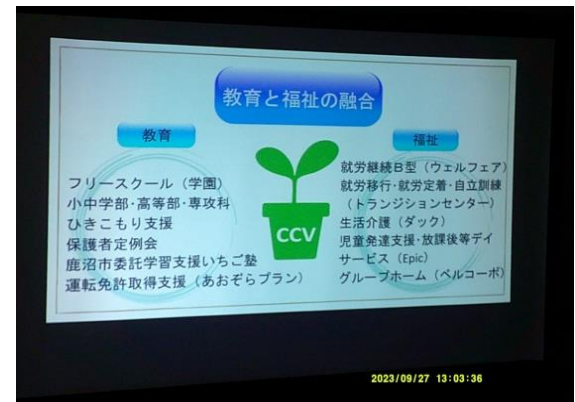 教育と福祉の融合
教育
フリースクール（学園）
小中学部・高等部・専攻科
ひきこもり支援
保護者定例会
鹿沼市委託学習支援いちご塾
運転免許取得支援（あおぞらプラン）
CCV
福祉
就労継続B型（ウェルフェア）
就労移行・就労定着・自立訓練
（トランジションセンター）
生活介護（ダック）
児童発達支援・放課後等デイ
サービス（Epic）
グループホーム（ベルコーポ）
2023/09/27 13:03:36